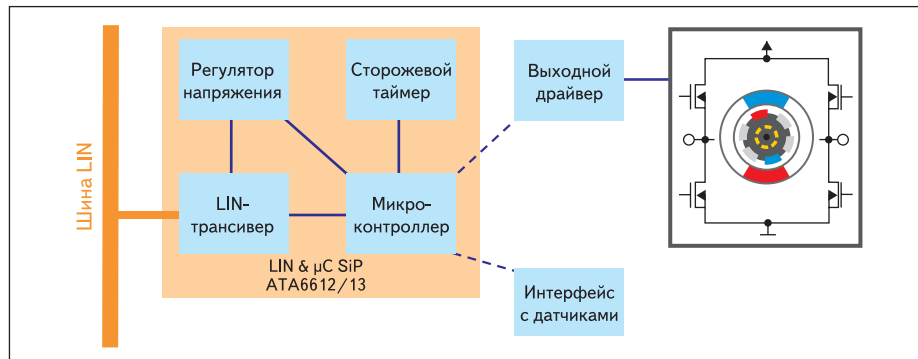 Шина LIN
Регулятор
напряжения
Сторожевой
таймер
Выходной
драйвер
LIN-
трансивер
Микро-
контроллер
LIN & µC SiP
ATA6612/13
Интерфейс
с датчиками